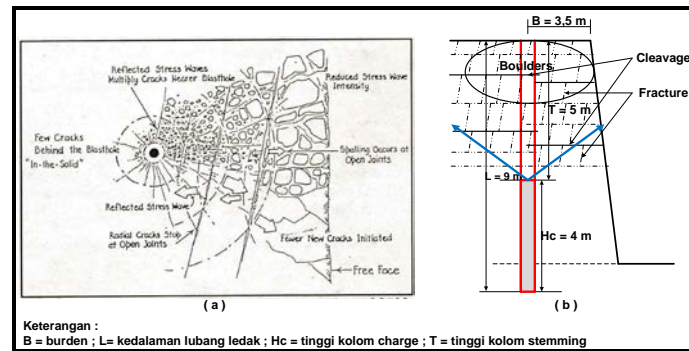 Reflected Stress Waves
Multiply Cracks Nearer Blasthole
Reduced Stress Wave
Intensity
Few Cracks
Behind the Blasthole
"In-the-Solid"
Spalling Occurs at
Open Joints
Reflected Stress Wave
Radial Cracks Stop
at Open Joints
Fewer New Cracks Initiated
Free Face
( a )
B = 3,5 m
Boulders
Cleavage
T = 5 m
Fracture
L = 9 m
Hc = 4 m
( b )
Keterangan :
B = burden ; L= kedalaman lubang ledak ; Hc = tinggi kolom charge ; T = tinggi kolom stemming